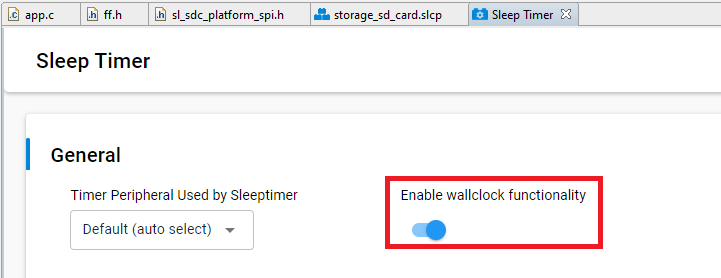 app.c
ff.h
sl_sdc_platform_spi.h
storage_sd_card.slcp
Sleep Timer
Sleep Timer
General
Timer Peripheral Used by Sleeptimer
Enable wallclock functionality
Default (auto select)